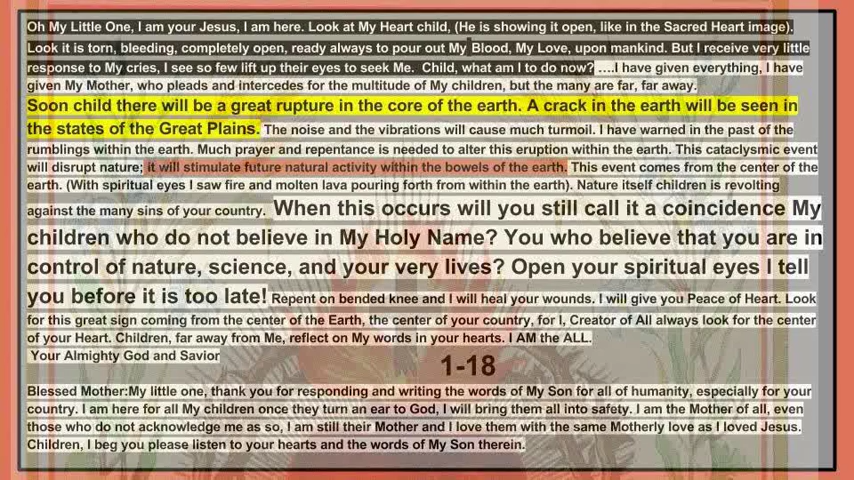 Oh My Little One, I am your Jesus, I am here. Look at My Heart child, (He is showing it open, like in the Sacred Heart image).
Look it is torn, bleeding, completely open, ready always to pour out My Blood, My Love, upon mankind. But I receive very little
response to My cries, I see so few lift up their eyes to seek Me. Child, what am I to do now? ....I have given everything, I have
given My Mother, who pleads and intercedes for the multitude of My children, but the many are far, far away.
Soon child there will be a great rupture in the core of the earth. A crack in the earth will be seen in
the states of the Great Plains. The noise and the vibrations will cause much turmoil. I have warned in the past of the
rumblings within the earth. Much prayer and repentance is needed to alter this eruption within the earth. This cataclysmic event
will disrupt nature; it will stimulate future natural activity within the bowels of the earth. This event comes from the center of the
earth. (With spiritual eyes I saw fire and molten lava pouring forth from within the earth). Nature itself children is revolting
against the many sins of your country. When this occurs will you still call it a coincidence My
children who do not believe in My Holy Name? You who believe that you are in
control of nature, science, and your very lives? Open your spiritual eyes I tell
you before it is too late! Repent on bended knee and I will heal your wounds. I will give you Peace of Heart. Look
for this great sign coming from the center of the Earth, the center of your country, for I, Creator of All always look for the center
of your Heart. Children, far away from Me, reflect on My words in your hearts. I AM the ALL.
Your Almighty God and Savior
1-18
Blessed Mother:My little one, thank you for responding and writing the words of My Son for all of humanity, especially for your
country. I am here for all My children once they turn an ear to God, I will bring them all into safety. I am the Mother of all, even
those who do not acknowledge me as so, I am still their Mother and I love them with the same Motherly love as I loved Jesus.
Children, I beg you please listen to your hearts and the words of My Son therein.